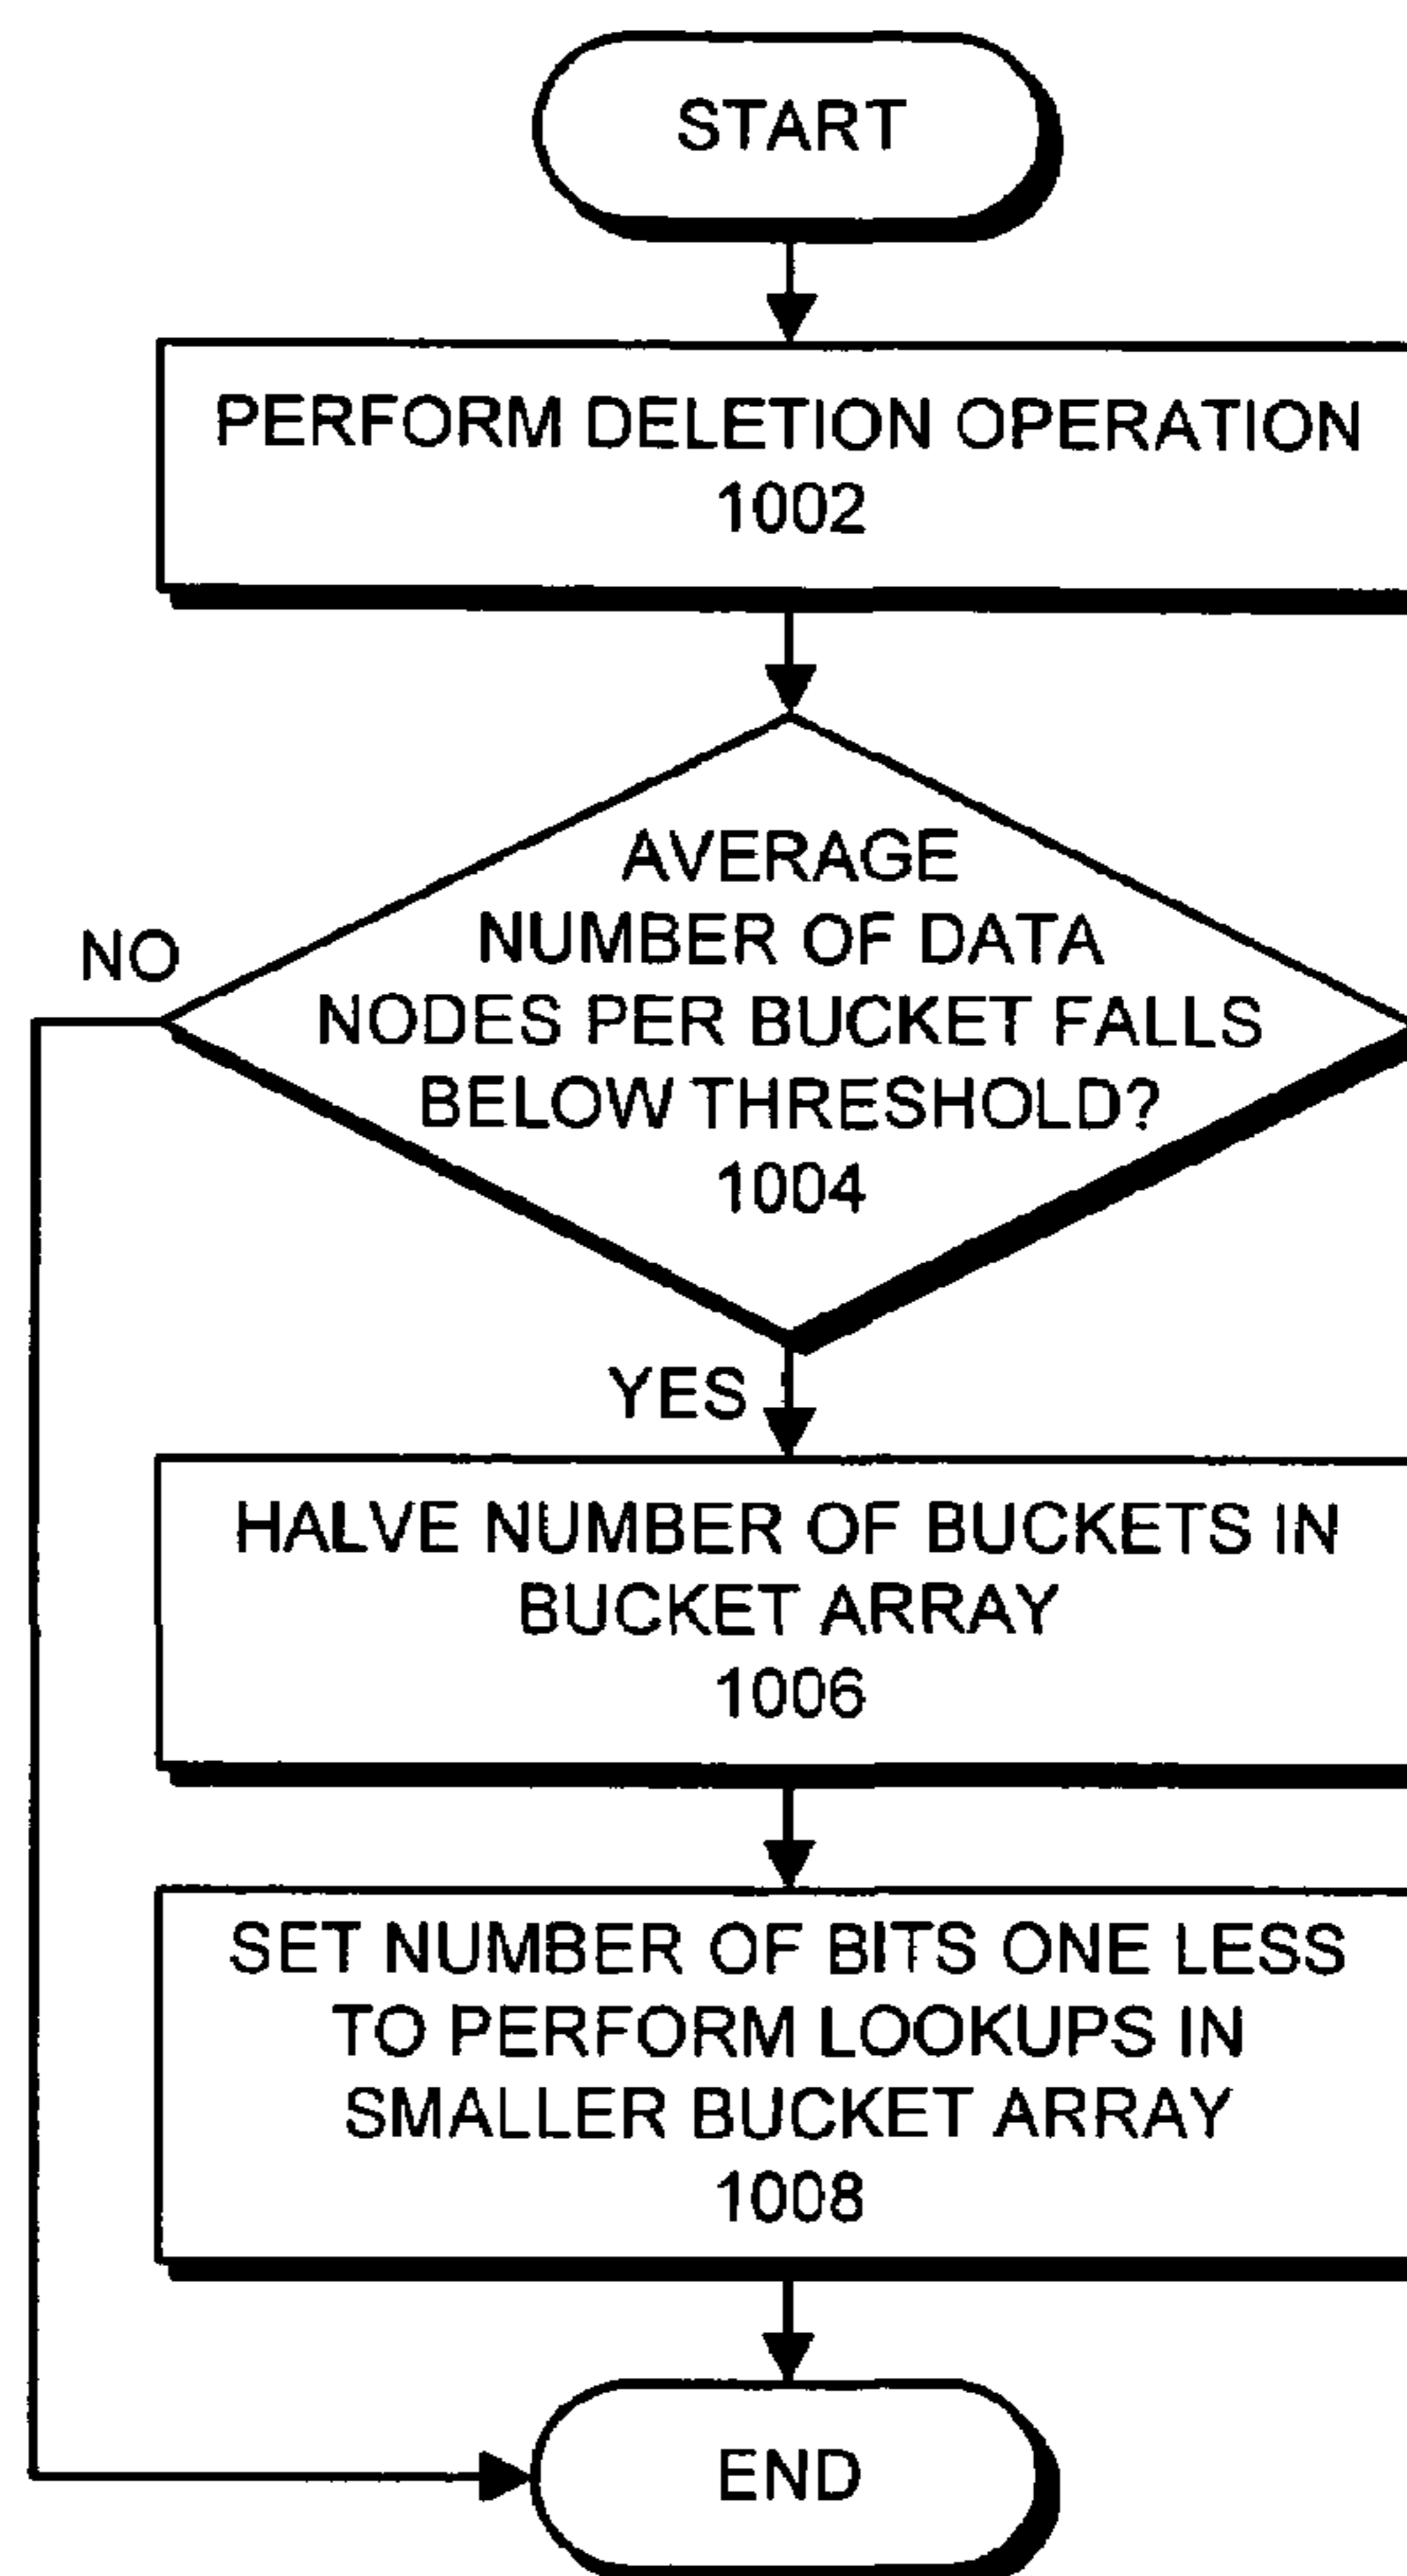 START
PERFORM DELETION OPERATION
1002
AVERAGE
NUMBER OF DATA
NODES PER BUCKET FALLS
BELOW THRESHOLD?
1004
NO
YES
HALVE NUMBER OF BUCKETS IN
BUCKET ARRAY
1006
SET NUMBER OF BITS ONE LESS
TO PERFORM LOOKUPS IN
SMALLER BUCKET ARRAY
1008
END